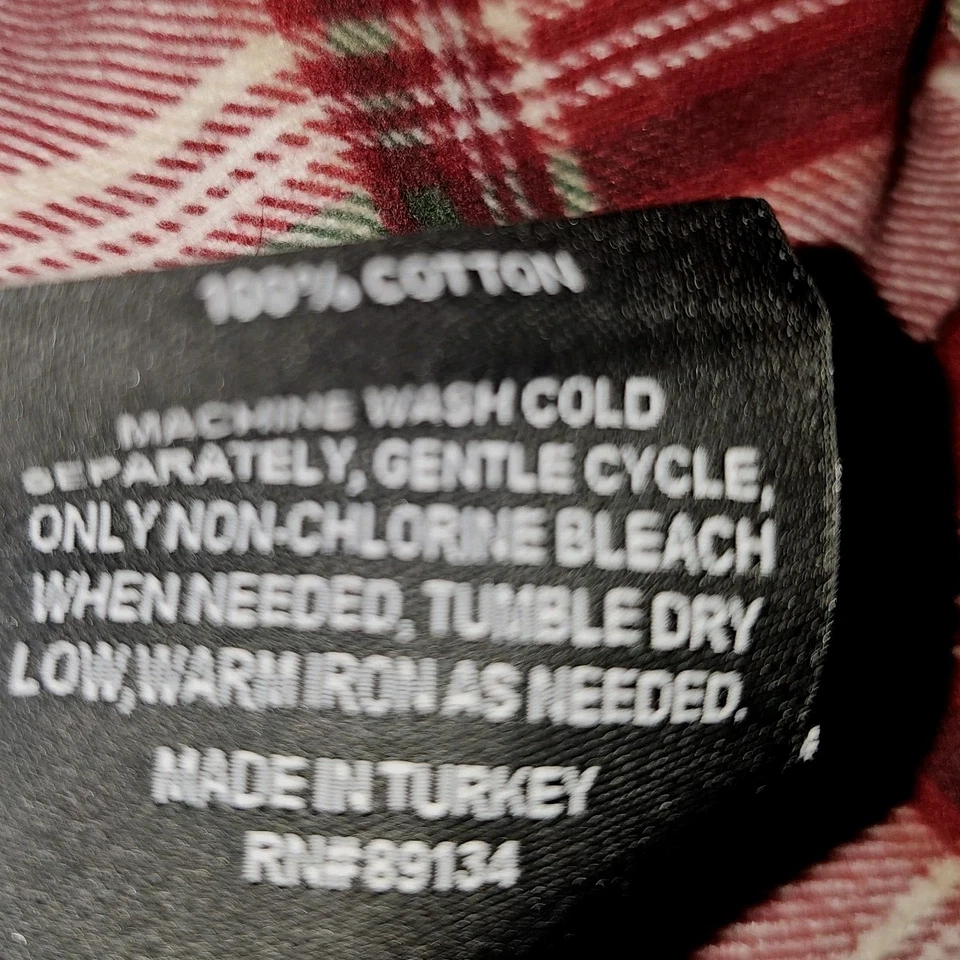 100% COTTON
MACHINE WASH COLD
SEPARATELY, GENTLE CYCLE,
ONLY NON-CHLORINE BLEACH
WHEN NEEDED, TUMBLE DRY
LOW, WARM IRON AS NEEDED.
MADE IN TURKEY
RN#89134